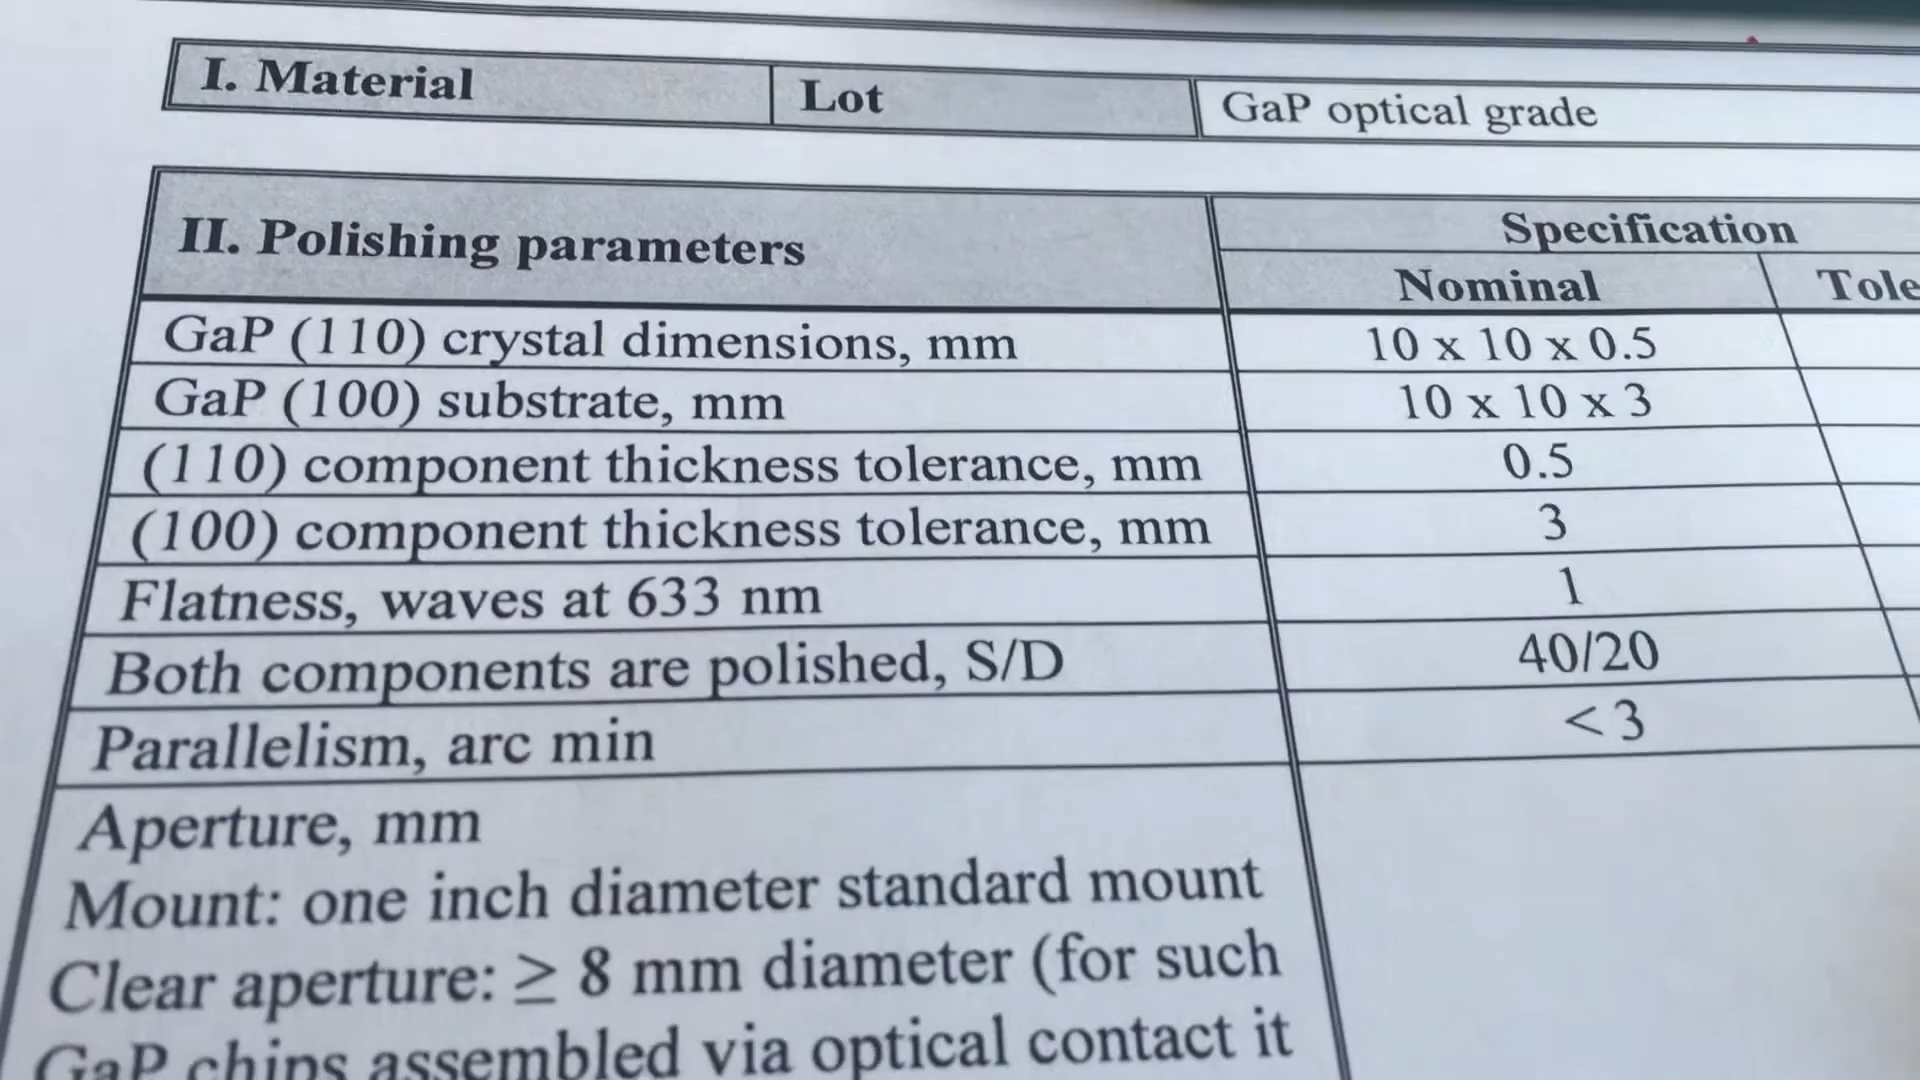 I. Material Lot GaP optical grade
II. Polishing parameters Specification
Nominal
GaP (110) crystal dimensions, mm 10 x 10 x 0.5
GaP (100) substrate, mm 10 x 10 x 3
(110) component thickness tolerance, mm 0.5
(100) component thickness tolerance, mm 3
Flatness, waves at 633 nm 1
Both components are polished, S/D 40/20
Parallelism, arc min < 3
Aperture, mm
Mount: one inch diameter standard mount
Clear aperture: ≥ 8 mm diameter (for such
GaP chips assembled via optical contact it